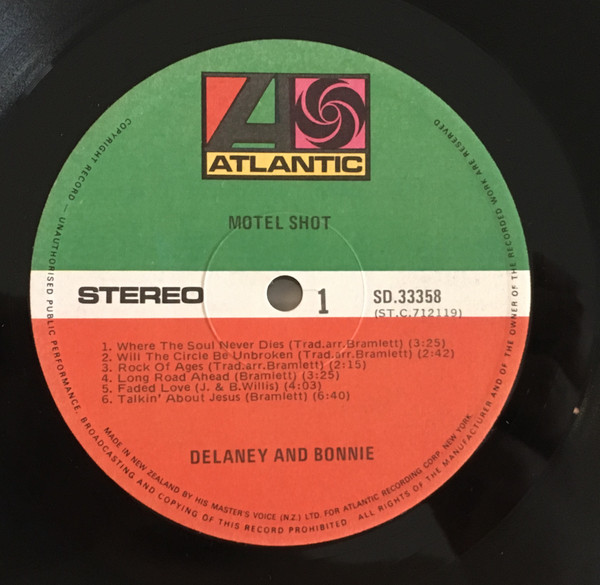 ATLANTIC
MOTEL SHOT
STEREO
1
SD.33358
(ST.C.712119)
1. Where The Soul Never Dies (Trad.arr.Bramlett) (3:25)
2. Will The Circle Be Unbroken (Trad.arr.Bramlett) (2:42)
3. Rock Of Ages (Trad.arr.Bramlett) (2:15)
4. Long Road Ahead (Bramlett) (3:25)
5. Faded Love (J. & B.Willis) (4:03)
6. Talkin' About Jesus (Bramlett) (6:40)
DELANEY AND BONNIE
MADE IN NEW ZEALAND BY HIS MASTER'S VOICE (N.Z.) LTD. FOR ATLANTIC RECORDING CORP. NEW YORK.
COPYRIGHT RECORD — UNAUTHORISED PUBLIC PERFORMANCE, BROADCASTING AND COPYING OF THIS RECORD PROHIBITED. ALL RIGHTS OF THE MANUFACTURER AND OF THE OWNER OF THE RECORDED WORK ARE RESERVED